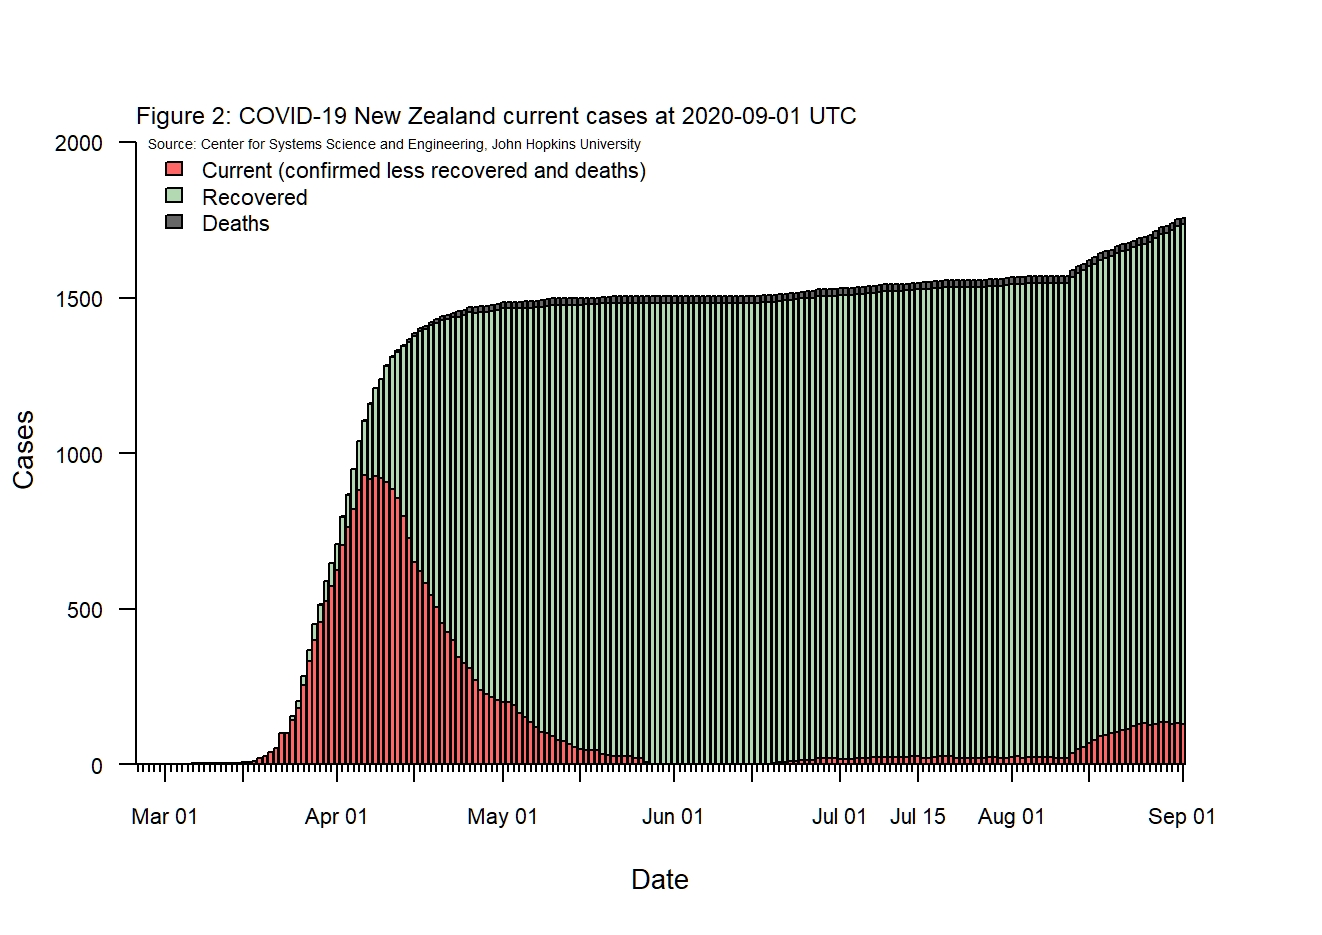 Figure 2: COVID-19 New Zealand current cases at 2020-09-01 UTC
Source: Center for Systems Science and Engineering, John Hopkins University
Current (confirmed less recovered and deaths)
Recovered
Deaths
2000
1500
1000
500
0
Cases
Mar 01 Apr 01 May 01 Jun 01 Jul 01 Jul 15 Aug 01 Sep 01
Date